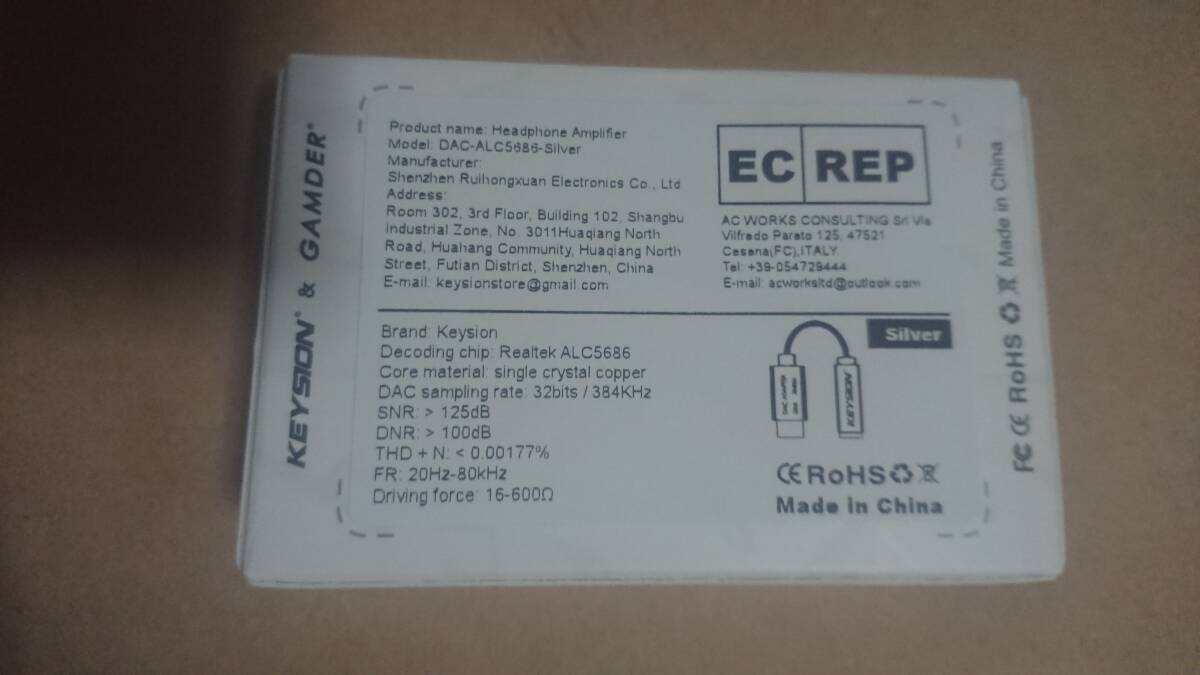 KEYSION® & GAMDER®
Product name: Headphone Amplifier
Model: DAC-ALC5686-Silver
Manufacturer:
Shenzhen Ruihongxuan Electronics Co., Ltd
Address:
Room 302, 3rd Floor, Building 102, Shangbu
Industrial Zone, No. 3011Huaqiang North
Road, Huahang Community, Huaqiang North
Street, Futian District, Shenzhen, China
E-mail: keysionstore@gmail.com
EC REP
AC WORKS CONSULTING Srl Via
Vilfredo Pareto 125, 47521
Cesena(FC),ITALY
Tel: +39-054729444
E-mail: acworksltd@outlook.com
Brand: Keysion
Decoding chip: Realtek ALC5686
Core material: single crystal copper
DAC sampling rate: 32bits / 384KHz
SNR: > 125dB
DNR: > 100dB
THD + N: < 0.00177%
FR: 20Hz-80kHz
Driving force: 16-600Ω
Silver
KEYSION
CE RoHS
Made in China
FC CE RoHS Made in China